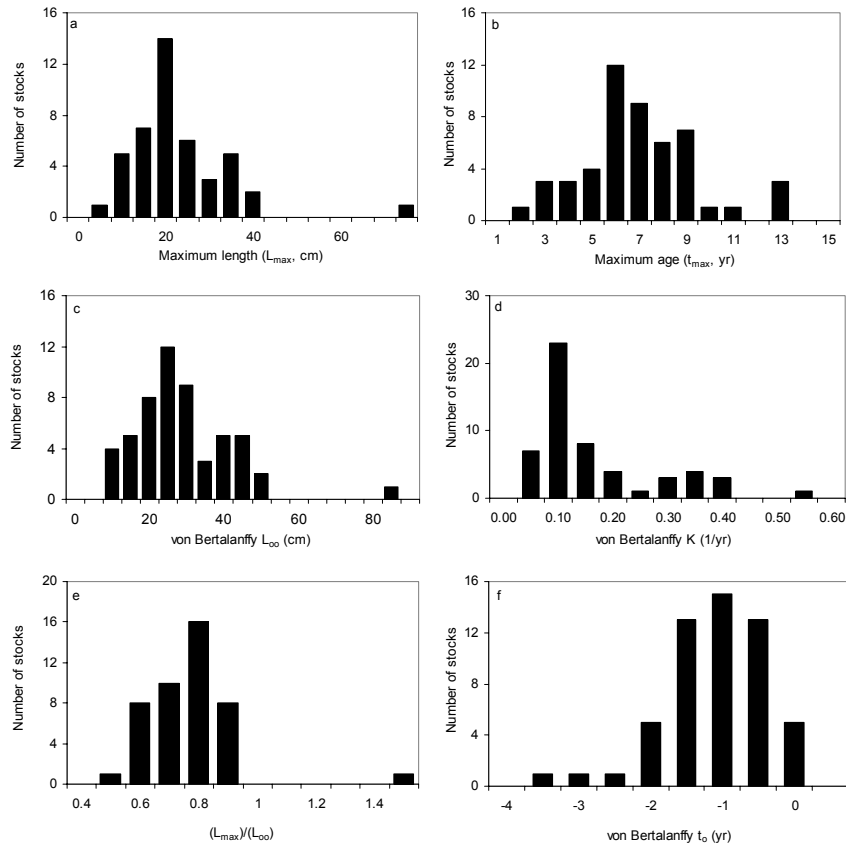 a
Number of stocks
16
12
8
4
0
0 20 40 60
Maximum length (Lmax, cm)
b
Number of stocks
16
12
8
4
0
1 3 5 7 9 11 13 15
Maximum age (tmax, yr)
c
Number of stocks
16
12
8
4
0
0 20 40 60 80
von Bertalanffy Loo (cm)
d
Number of stocks
30
20
10
0
0.00 0.10 0.20 0.30 0.40 0.50 0.60
von Bertalanffy K (1/yr)
e
Number of stocks
20
16
12
8
4
0
0.4 0.6 0.8 1 1.2 1.4
(Lmax)/(Loo)
f
Number of stocks
16
12
8
4
0
-4 -3 -2 -1 0
von Bertalanffy to (yr)